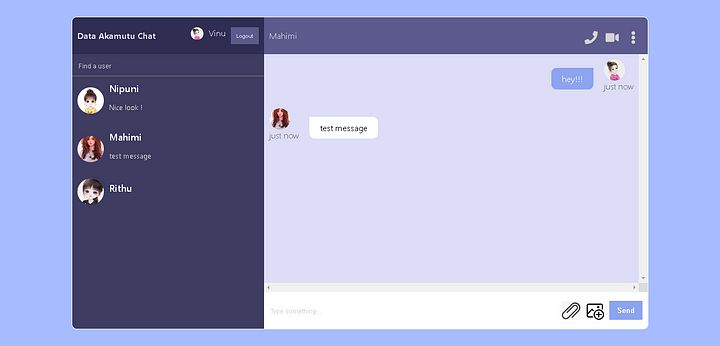 Data Akamutu Chat
Vinu
Logout
Find a user
Nipuni
Nice look !
Mahimi
test message
Rithu
Mahimi
hey!!!
just now
just now
test message
Type something...
Send